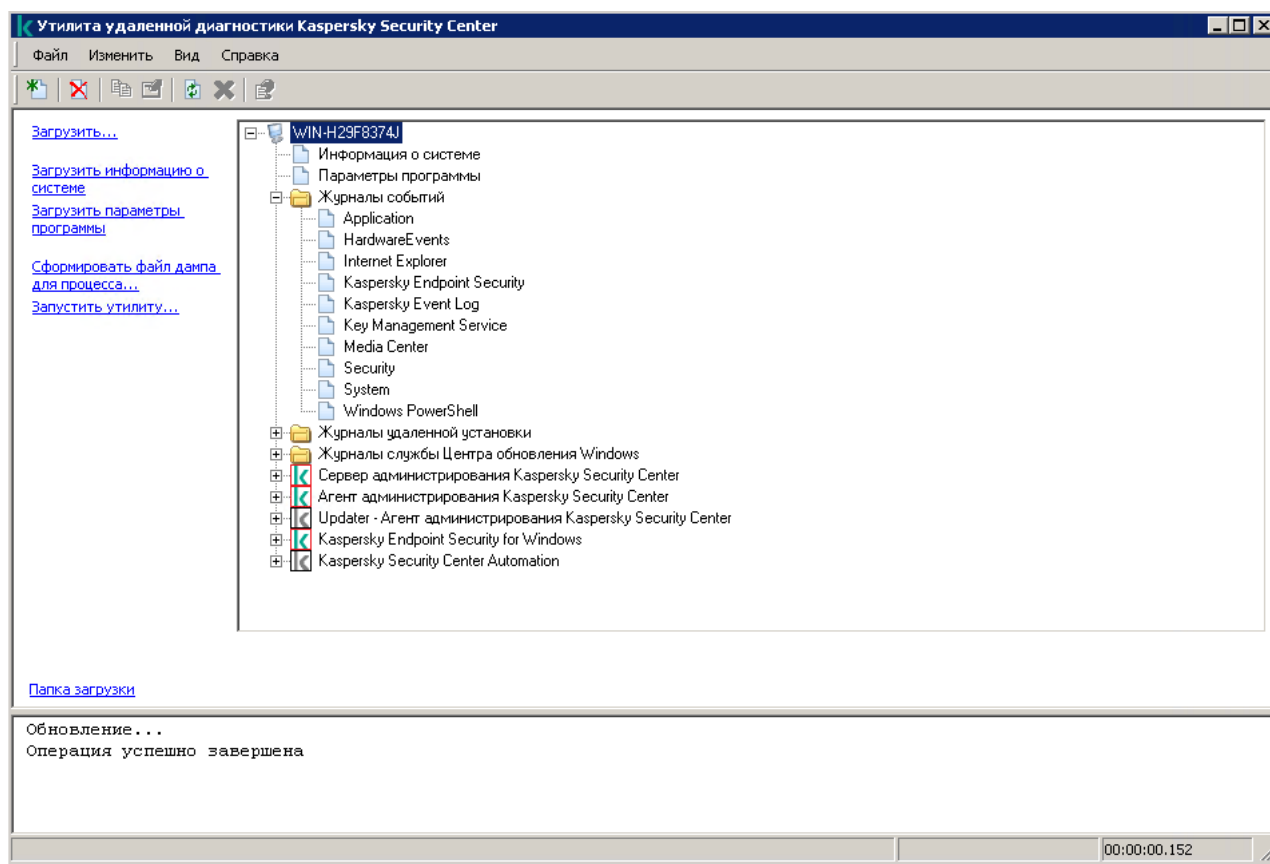 Утилита удаленной диагностики Kaspersky Security Center
Файл Изменить Вид Справка
Загрузить...
Загрузить информацию о
системе
Загрузить параметры
программы
Сформировать файл дампа
для процесса...
Запустить утилиту...
Папка загрузки
WIN-H29F8374J
Информация о системе
Параметры программы
Журналы событий
Application
HardwareEvents
Internet Explorer
Kaspersky Endpoint Security
Kaspersky Event Log
Key Management Service
Media Center
Security
System
Windows PowerShell
Журналы удаленной установки
Журналы службы Центра обновления Windows
Сервер администрирования Kaspersky Security Center
Агент администрирования Kaspersky Security Center
Updater - Агент администрирования Kaspersky Security Center
Kaspersky Endpoint Security for Windows
Kaspersky Security Center Automation
Обновление...
Операция успешно завершена
00:00:00.152